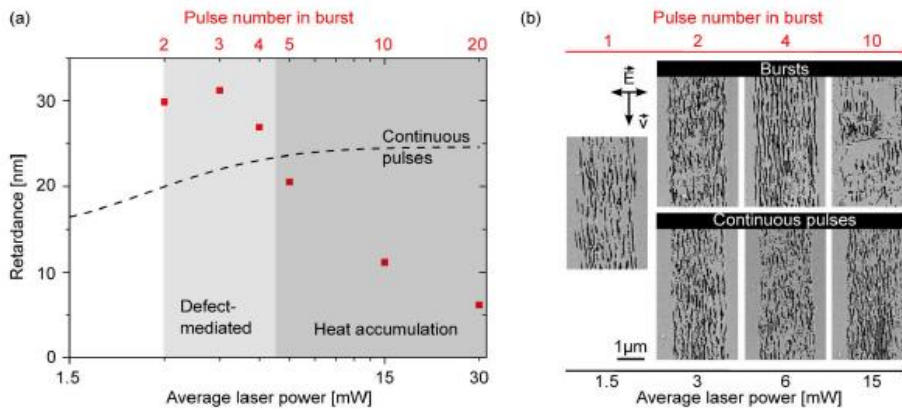 (a)
Pulse number in burst
2 3 4 5 10 20
30
20
10
0
Retardance [nm]
Continuous
pulses
Defect-
mediated
Heat accumulation
1.5 15 30
Average laser power [mW]
(b)
Pulse number in burst
1 2 4 10
Bursts
E
v
Continuous pulses
1µm
1.5 3 6 15
Average laser power [mW]